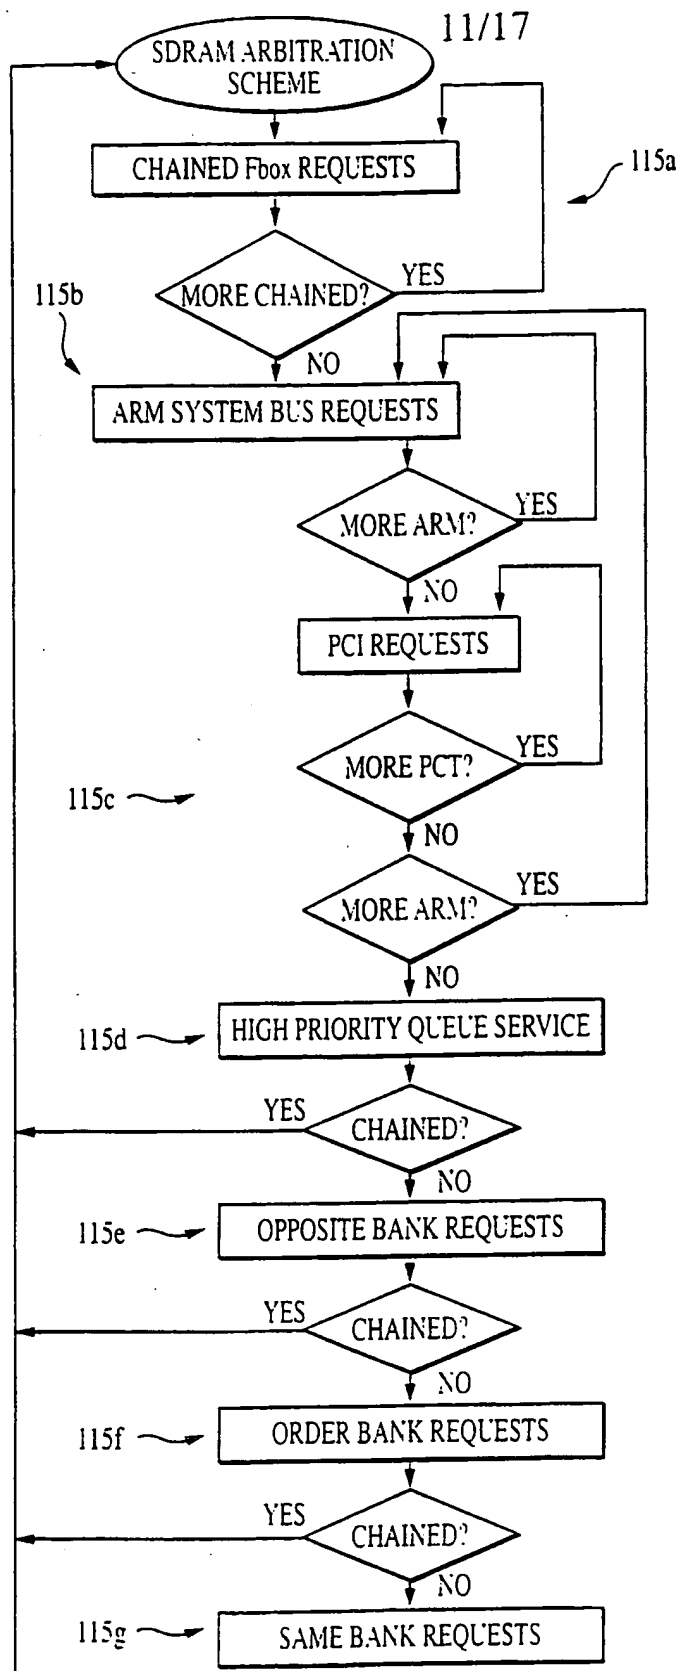 11/17
SDRAM ARBITRATION
SCHEME
CHAINED Fbox REQUESTS
115a
MORE CHAINED?
YES
115b
NO
ARM SYSTEM BUS REQUESTS
MORE ARM?
YES
NO
PCI REQUESTS
MORE PCT?
YES
115c
NO
MORE ARM?
YES
NO
115d
HIGH PRIORITY QUEUE SERVICE
YES
CHAINED?
NO
115e
OPPOSITE BANK REQUESTS
YES
CHAINED?
NO
115f
ORDER BANK REQUESTS
YES
CHAINED?
NO
115g
SAME BANK REQUESTS